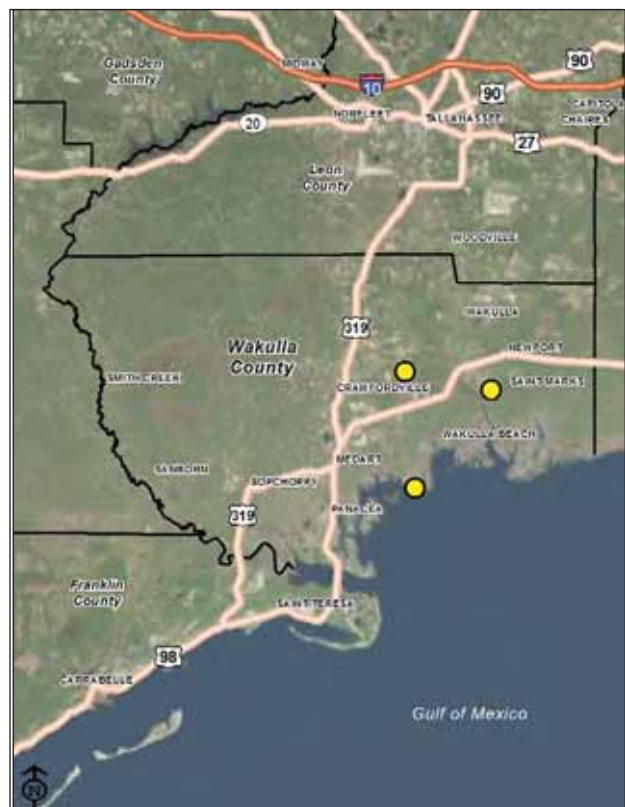 90
Gadsden
County
MIDWAY
10
90
NOBELEET
TALLAHASSEE
CAPITOLA
CHAIRES
20
27
Leon
County
WOODVILLE
WAKULLA
319
Wakulla
County
NEWPORT
SMITH CREEK
CRAWFORDVILLE
SAINT MARKS
WAKULLA BEACH
SANBORN
MEDART
SOPCHOPPY
319
PANACEA
Franklin
County
SAINT TERESA
98
CARRABELLE
Gulf of Mexico
N